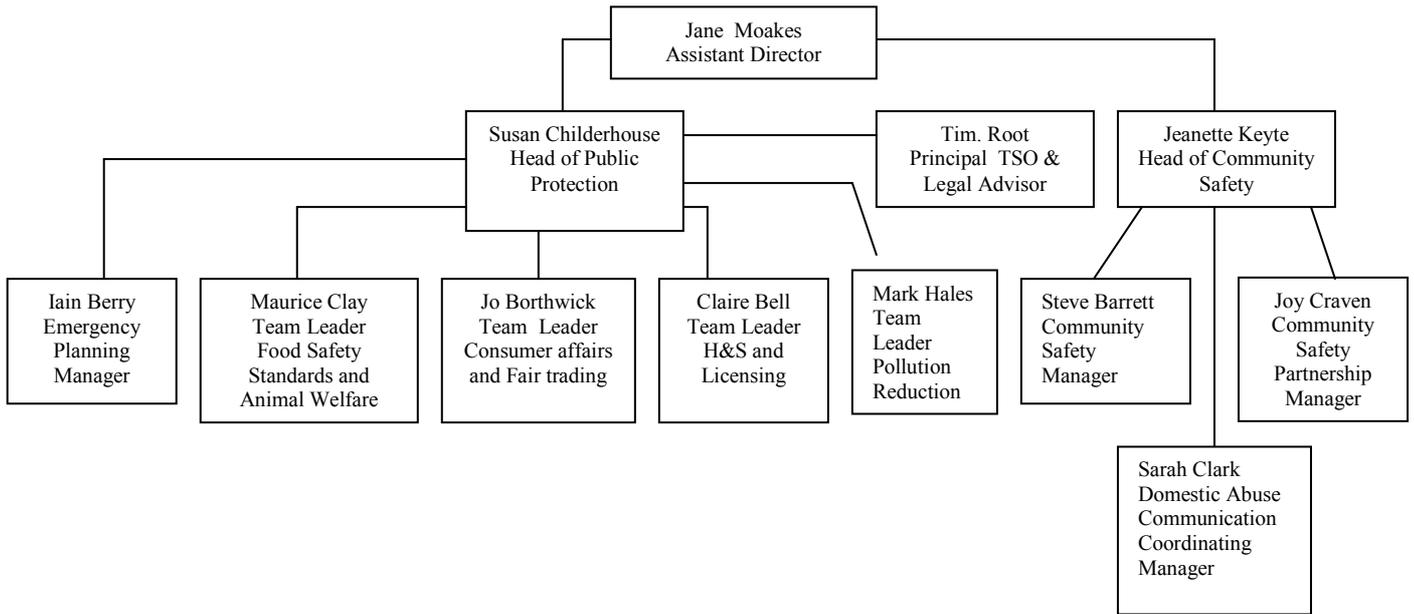 Jane  Moakes
Assistant Director
Susan Childerhouse
Head of Public
Protection
Tim. Root
Principal  TSO &
Legal Advisor
Jeanette Keyte
Head of Community
Safety
Iain Berry
Emergency
Planning
Manager
Maurice Clay
Team Leader
Food Safety
Standards and
Animal Welfare
Jo Borthwick
Team  Leader
Consumer affairs
and Fair trading
Claire Bell
Team Leader
H&S and
Licensing
Mark Hales
Team
Leader
Pollution
Reduction
Steve Barrett
Community
Safety
Manager
Joy Craven
Community
Safety
Partnership
Manager
Sarah Clark
Domestic Abuse
Communication
Coordinating
Manager